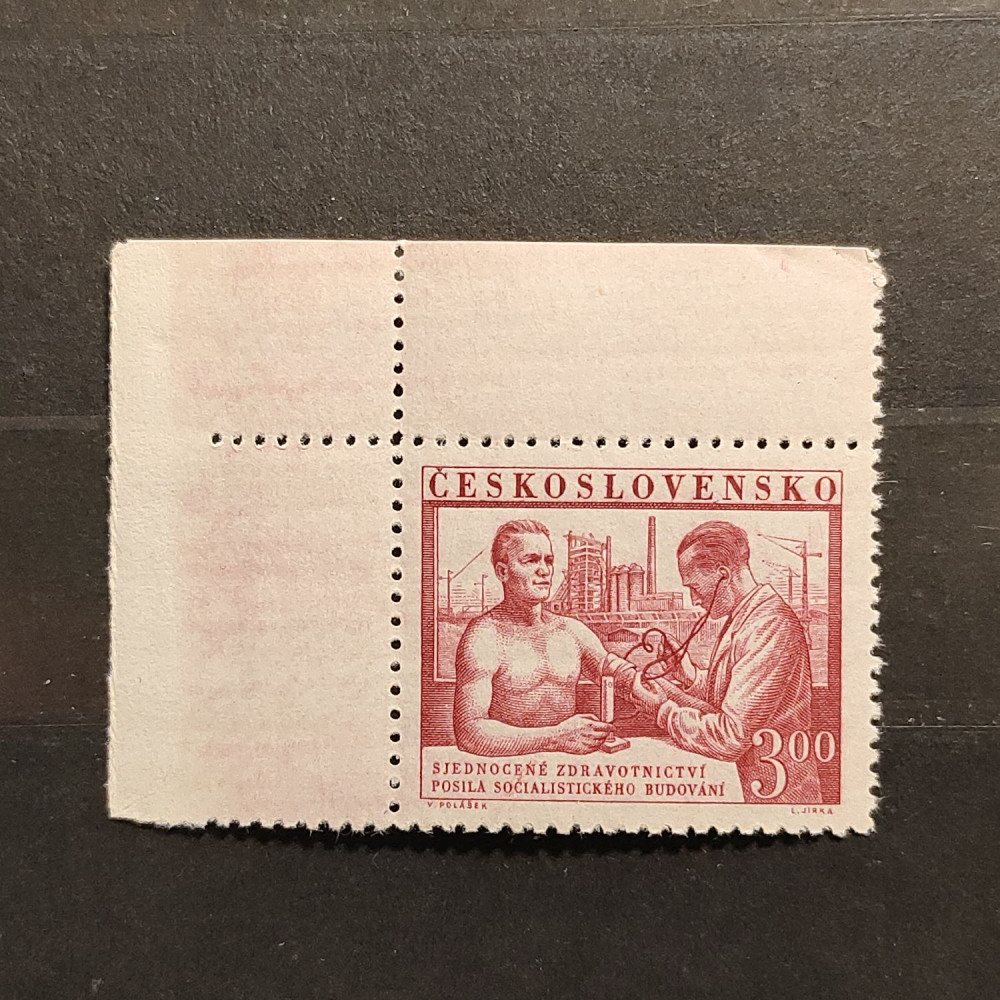 ČESKOSLOVENSKO
300
SJEDNOCENÉ ZDRAVOTNICTVÍ
POSILA SOCIALISTICKÉHO BUDOVÁNÍ
V. POLÁŠEK
L. JIRKA